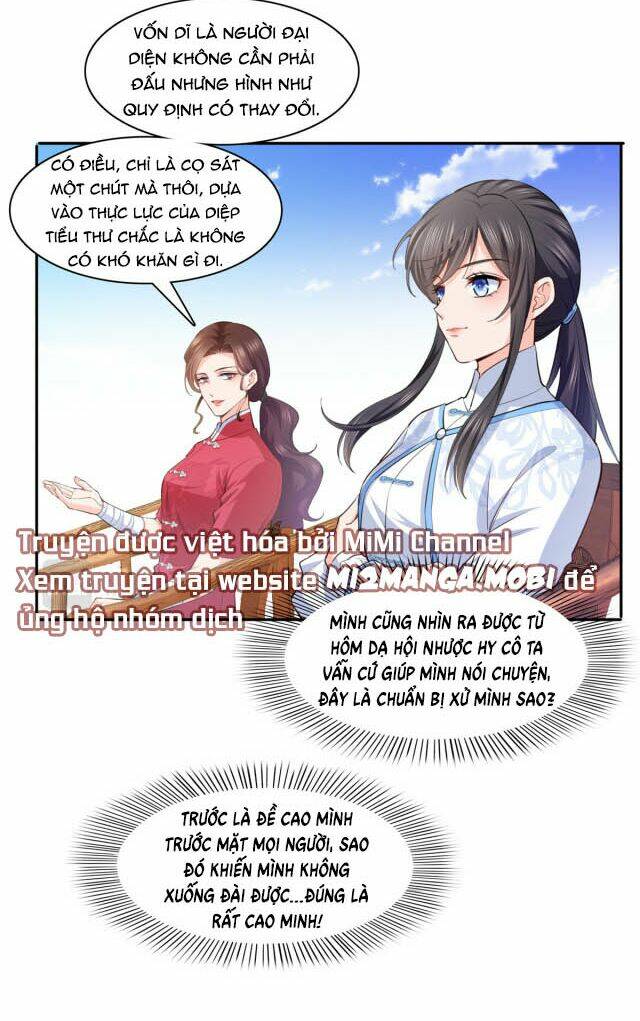 VỐN DĨ LÀ NGƯỜI ĐẠI
DIỆN KHÔNG CẦN PHẢI
ĐẤU NHƯNG HÌNH NHƯ
QUY ĐỊNH CÓ THAY ĐỔI.
CÓ ĐIỀU, CHỈ LÀ CỌ SÁT
MỘT CHÚT MÀ THÔI, DỰA
VÀO THỰC LỰC CỦA DIỆP
TIỂU THƯ CHẮC LÀ KHÔNG
CÓ KHÓ KHĂN GÌ ĐI.
Truyện được việt hóa bởi MiMi Channel
Xem truyện tại website MI2MANGA.MOBI để
ủng hộ nhóm dịch
MÌNH CŨNG NHÌN RA ĐƯỢC TỪ
HÔM DẠ HỘI NHƯỢC HY CÔ TA
VẪN CỨ GIÚP MÌNH NÓI CHUYỆN,
ĐÂY LÀ CHUẨN BỊ XỬ MÌNH SAO?
TRƯỚC LÀ ĐỀ CAO MÌNH
TRƯỚC MẶT MỌI NGƯỜI, SAO
ĐÓ KHIẾN MÌNH KHÔNG
XUỐNG ĐÀI ĐƯỢC...ĐÚNG LÀ
RẤT CAO MINH!